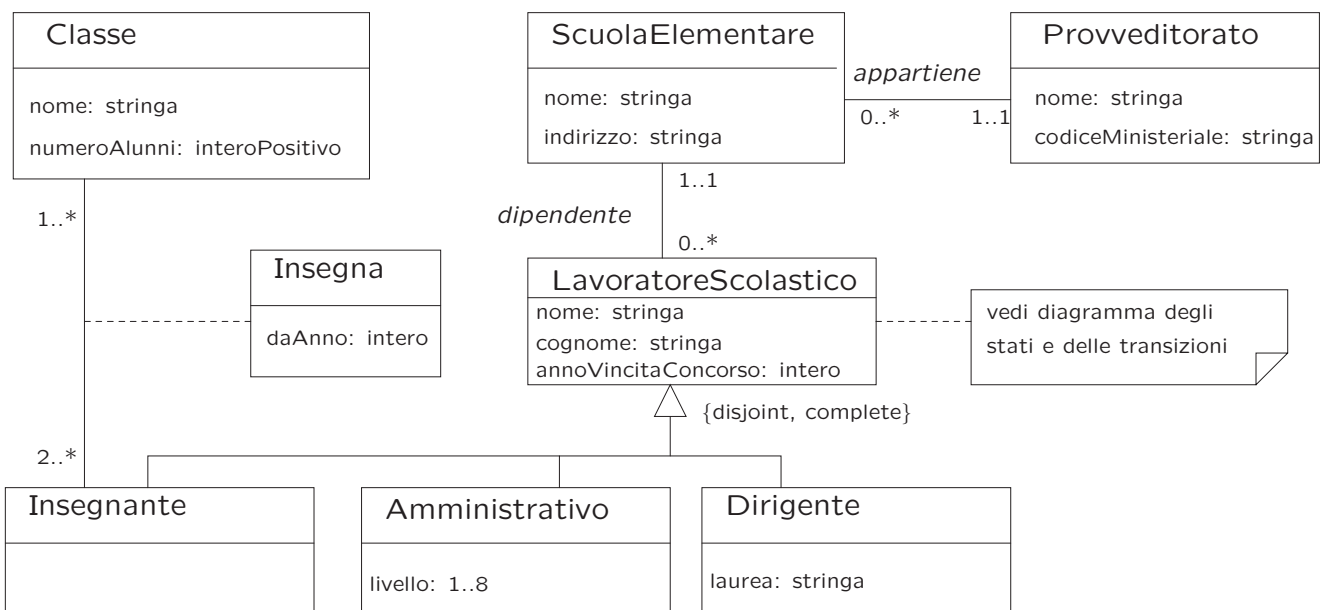 Classe
nome: stringa
numeroAlunni: interoPositivo
ScuolaElementare
nome: stringa
indirizzo: stringa
appartiene
0..*
1..1
Provveditorato
nome: stringa
codiceMinisteriale: stringa
1..*
1..1
dipendente
0..*
Insegna
daAnno: intero
LavoratoreScolastico
nome: stringa
cognome: stringa
annoVincitaConcorso: intero
vedi diagramma degli
stati e delle transizioni
{disjoint, complete}
2..*
Insegnante
Amministrativo
livello: 1..8
Dirigente
laurea: stringa